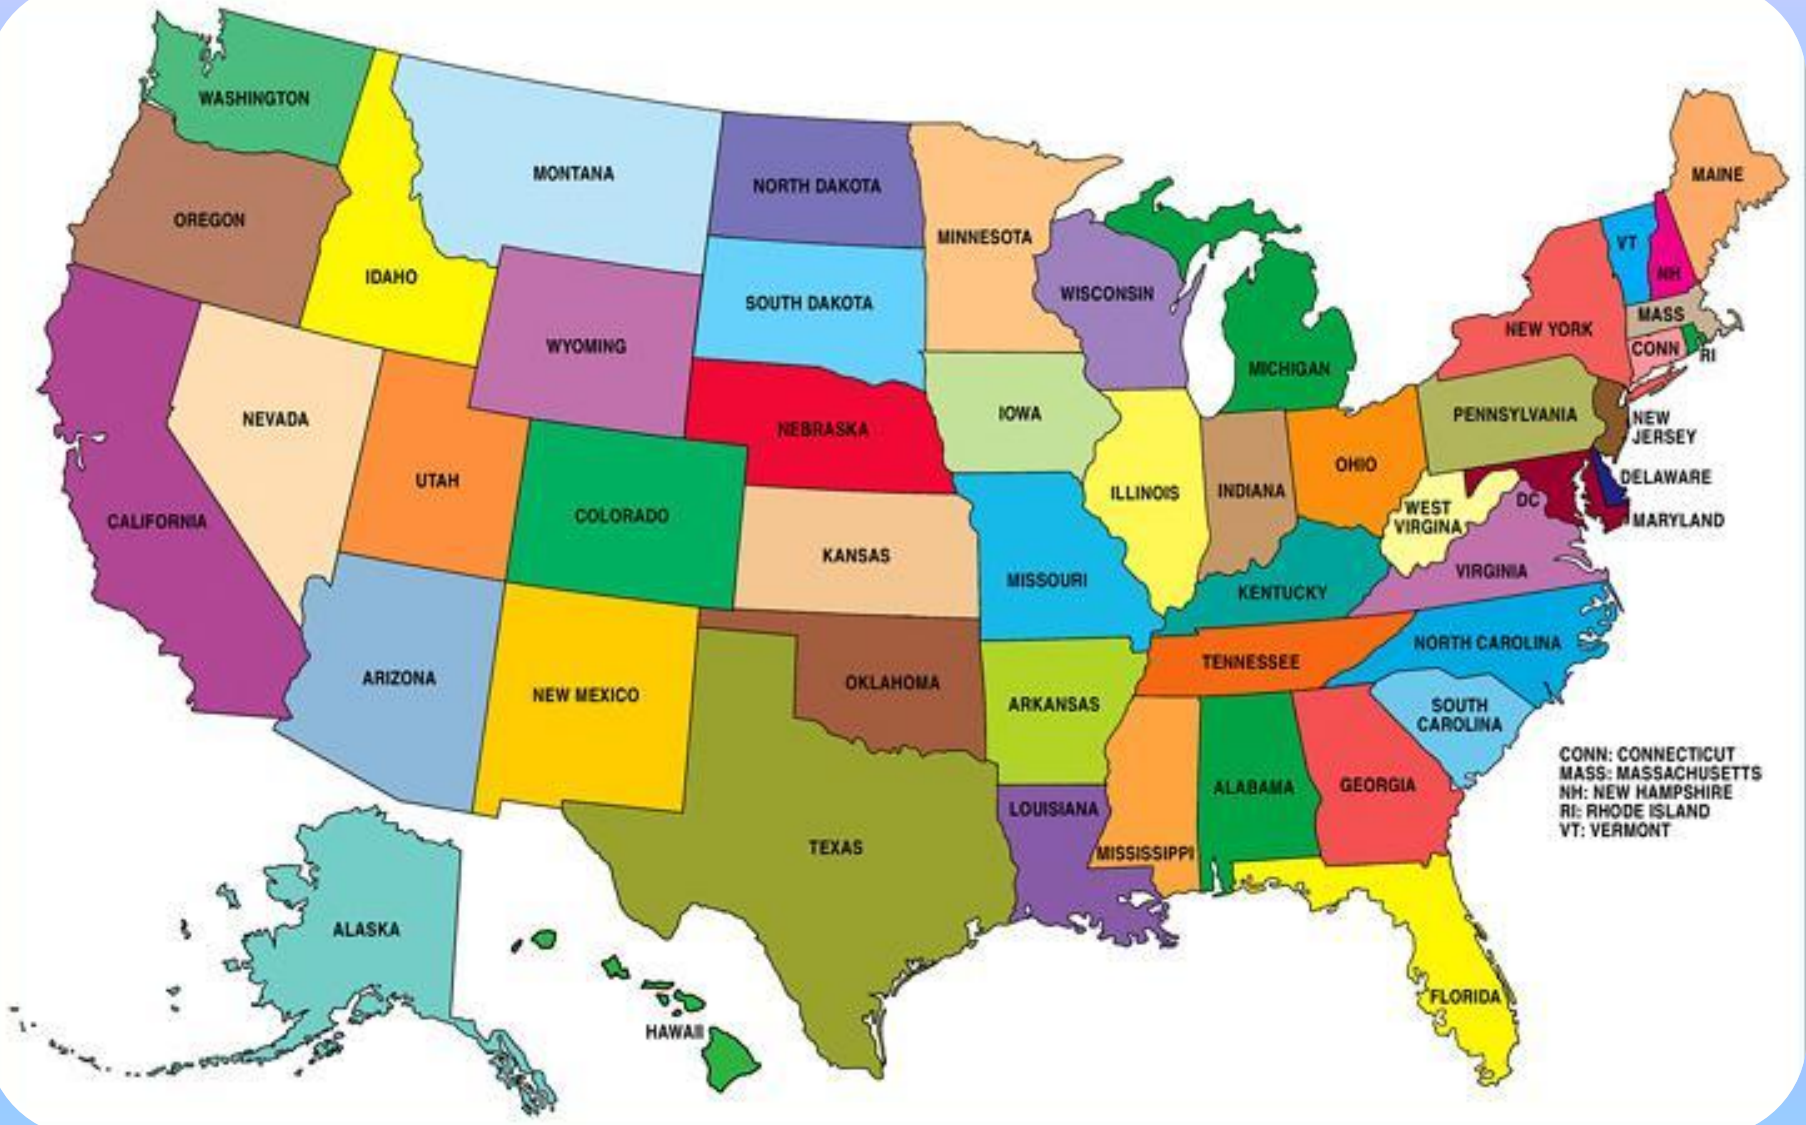 WASHINGTON
MONTANA
NORTH DAKOTA
MINNESOTA
MAINE
OREGON
IDAHO
WYOMING
SOUTH DAKOTA
WISCONSIN
MICHIGAN
VT
NH
NEW YORK
MASS
CONN
RI
NEVADA
UTAH
COLORADO
NEBRASKA
IOWA
ILLINOIS
INDIANA
OHIO
PENNSYLVANIA
NEW
JERSEY
DELAWARE
MARYLAND
DC
WEST
VIRGINA
VIRGINIA
CALIFORNIA
KANSAS
MISSOURI
KENTUCKY
ARIZONA
NEW MEXICO
OKLAHOMA
ARKANSAS
TENNESSEE
NORTH CAROLINA
SOUTH
CAROLINA
TEXAS
LOUISIANA
MISSISSIPPI
ALABAMA
GEORGIA
FLORIDA
ALASKA
HAWAII
CONN: CONNECTICUT
MASS: MASSACHUSETTS
NH: NEW HAMPSHIRE
RI: RHODE ISLAND
VT: VERMONT